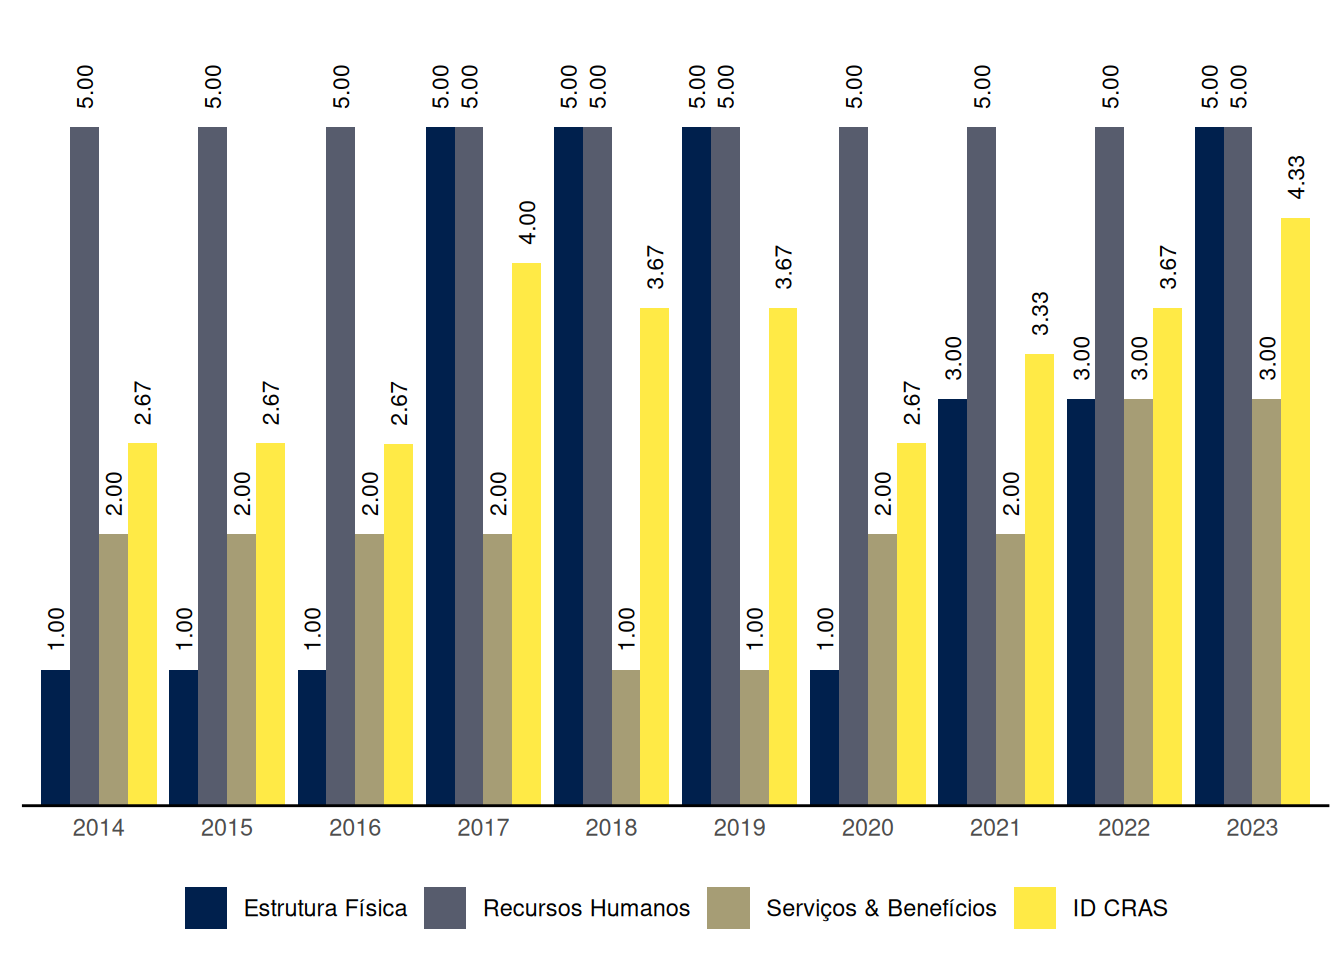 5.00 5.00 5.00 5.00 5.00 5.00 5.00 5.00 5.00 5.00 5.00 5.00 5.00 5.00
4.33
4.00
3.67 3.67 3.67
3.33
3.00 3.00 3.00 3.00
2.67 2.67 2.67 2.67
2.00 2.00 2.00 2.00 2.00 2.00
1.00 1.00 1.00 1.00 1.00 1.00
2014 2015 2016 2017 2018 2019 2020 2021 2022 2023
Estrutura Física Recursos Humanos Serviços & Benefícios ID CRAS